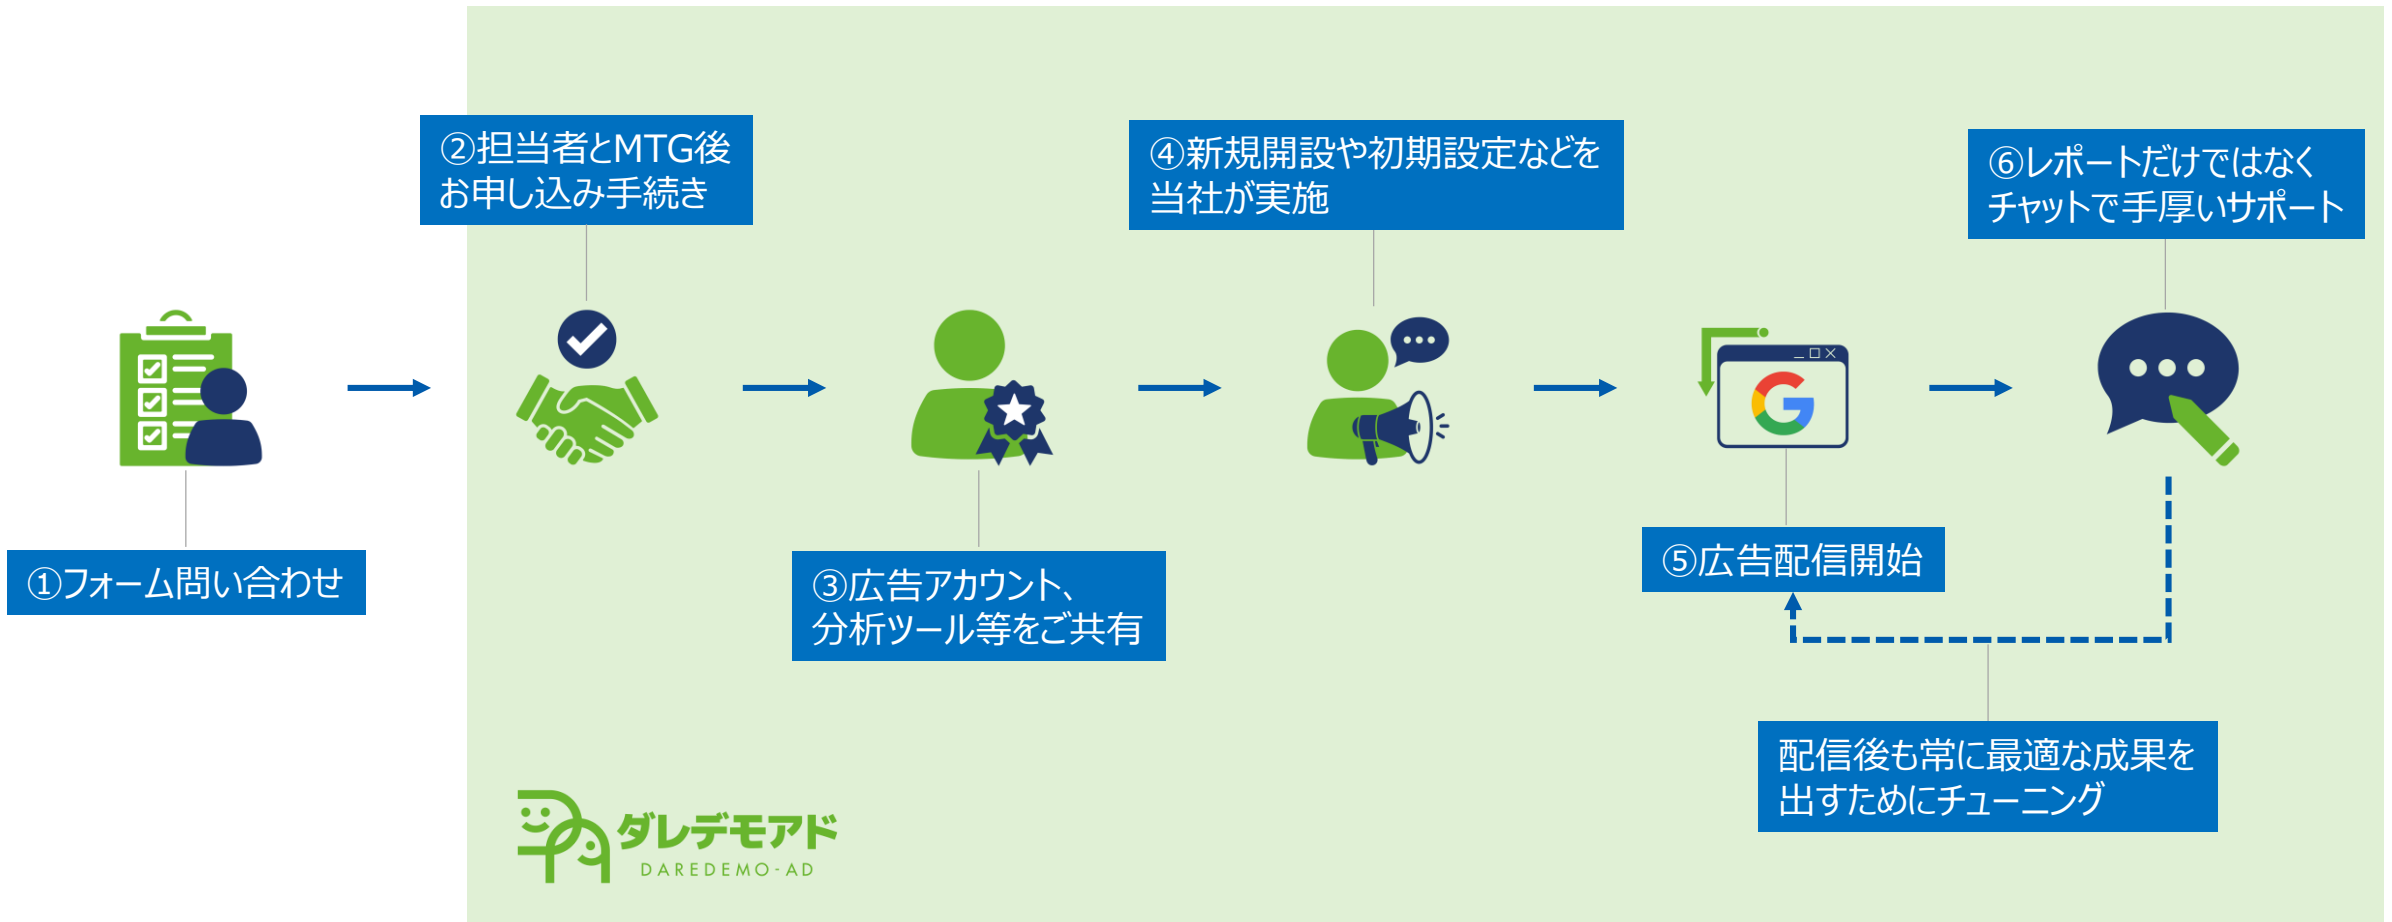 ①フォーム問い合わせ
②担当者とMTG後
お申し込み手続き
③広告アカウント、
分析ツール等をご共有
④新規開設や初期設定などを
当社が実施
⑤広告配信開始
⑥レポートだけではなく
チャットで手厚いサポート
配信後も常に最適な成果を
出すためにチューニング
ダレデモアド
DAREDEMO-AD